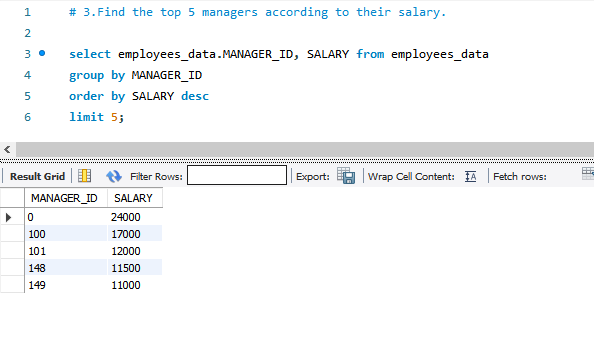 1 # 3.Find the top 5 managers according to their salary.
2
3 select employees_data.MANAGER_ID, SALARY from employees_data
4 group by MANAGER_ID
5 order by SALARY desc
6 limit 5;
Result Grid Filter Rows: Export: Wrap Cell Content: Fetch rows:
MANAGER_ID SALARY
0 24000
100 17000
101 12000
148 11500
149 11000